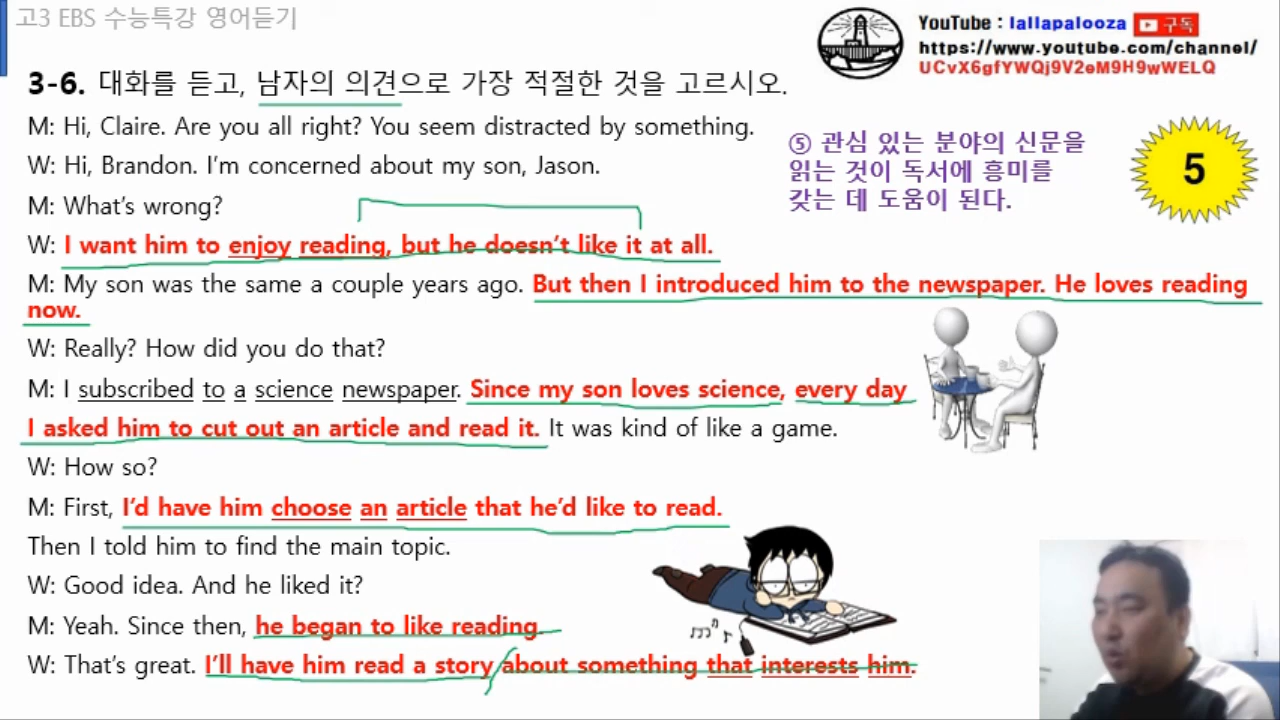 고3 EBS 수능특강 영어듣기
YouTube : lallapalooza 구독
https://www.youtube.com/channel/
UCvX6gfYWQj9V2eM9H9wWELQ
3-6. 대화를 듣고, 남자의 의견으로 가장 적절한 것을 고르시오.
M: Hi, Claire. Are you all right? You seem distracted by something.
W: Hi, Brandon. I'm concerned about my son, Jason.
M: What's wrong?
W: I want him to enjoy reading, but he doesn't like it at all.
M: My son was the same a couple years ago. But then I introduced him to the newspaper. He loves reading
now.
W: Really? How did you do that?
M: I subscribed to a science newspaper. Since my son loves science, every day
I asked him to cut out an article and read it. It was kind of like a game.
W: How so?
M: First, I'd have him choose an article that he'd like to read.
Then I told him to find the main topic.
W: Good idea. And he liked it?
M: Yeah. Since then, he began to like reading.
W: That's great. I'll have him read a story about something that interests him.
⑤ 관심 있는 분야의 신문을
읽는 것이 독서에 흥미를
갖는 데 도움이 된다.
5